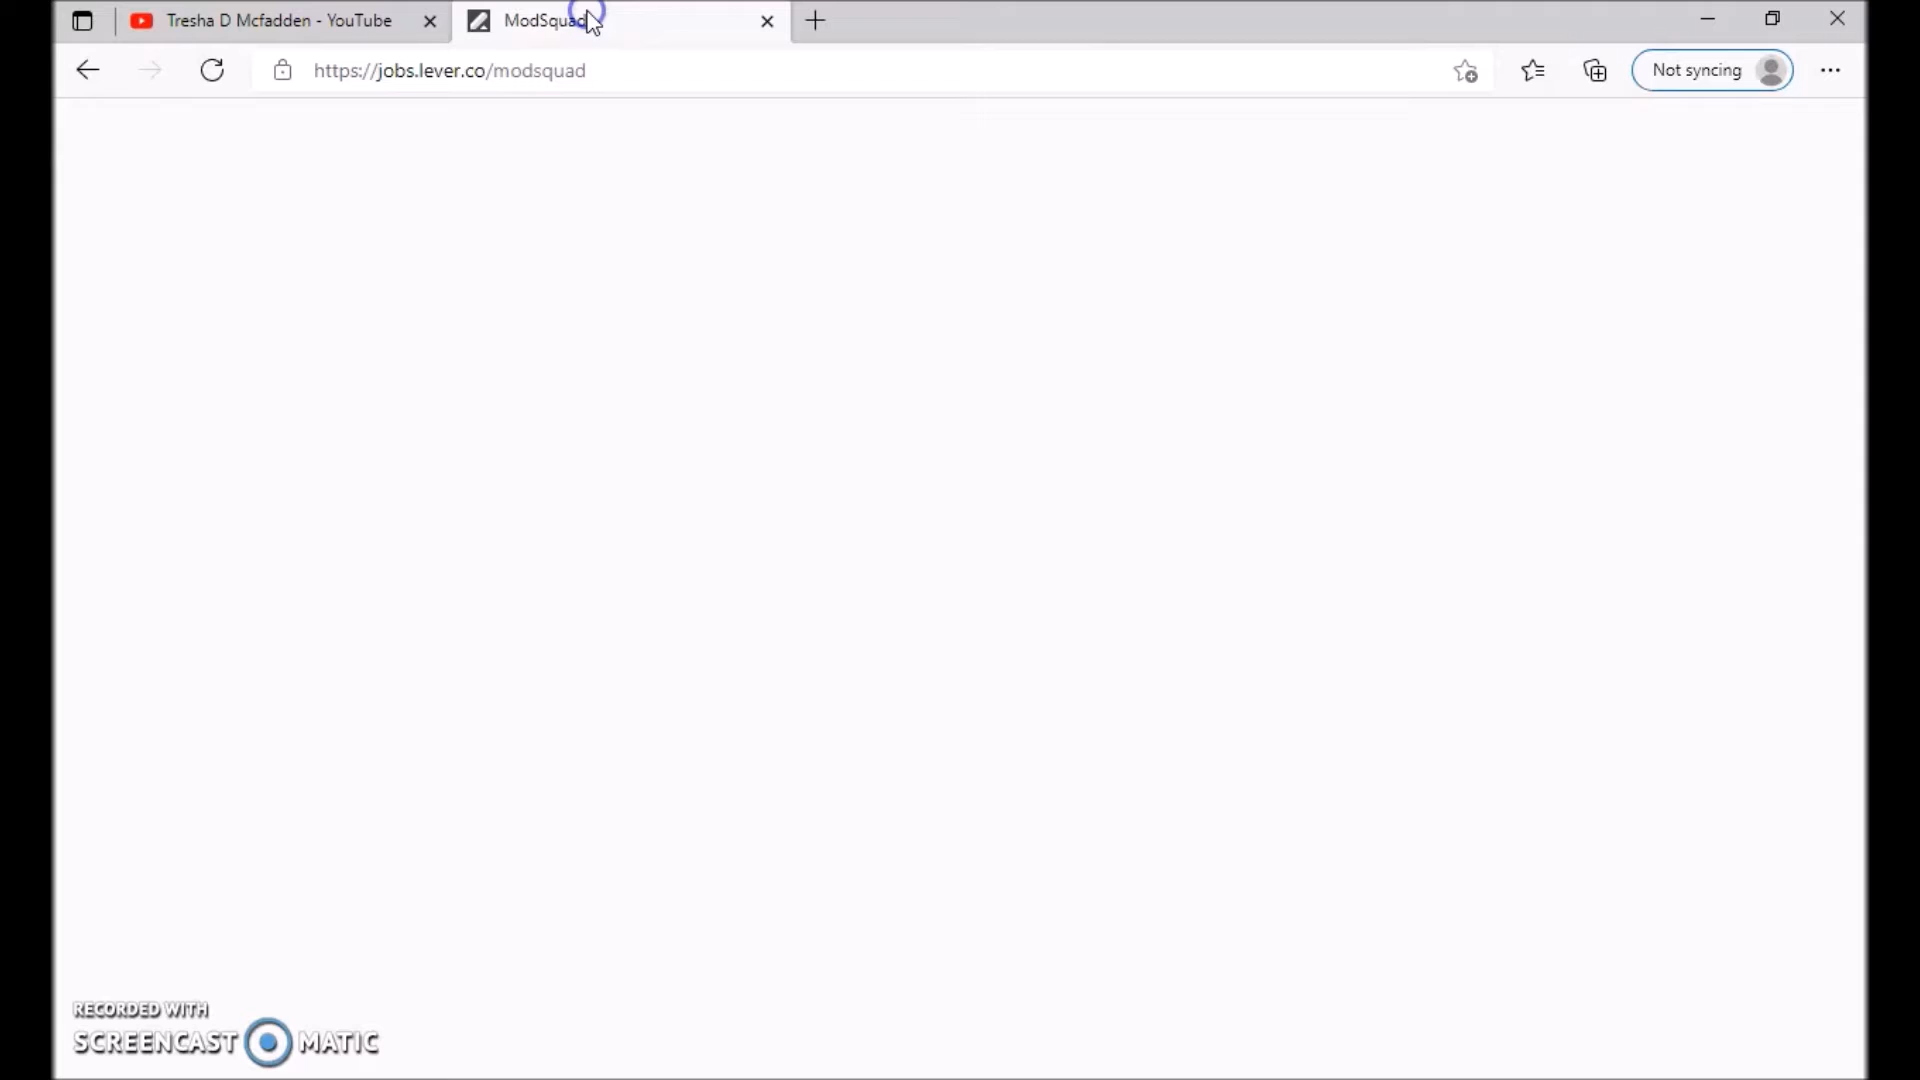 Tresha D Mcfadden - YouTube
ModSquad
https://jobs.lever.co/modsquad
Not syncing
RECORDED WITH
SCREENCAST MATIC